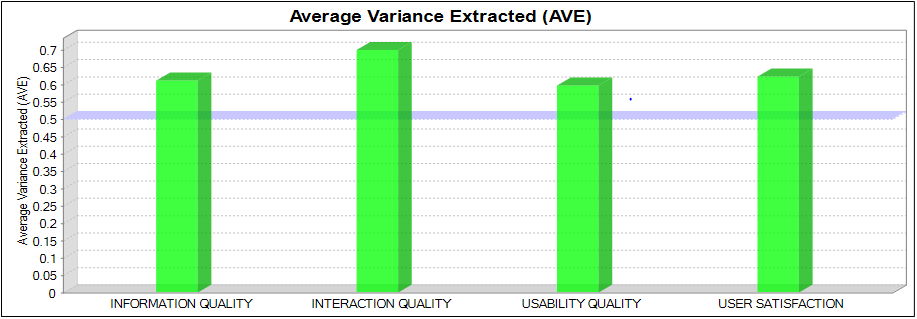 Average Variance Extracted (AVE)
Average Variance Extracted (AVE)
0.7
0.65
0.6
0.55
0.5
0.45
0.4
0.35
0.3
0.25
0.2
0.15
0.1
0.05
0
INFORMATION QUALITY
INTERACTION QUALITY
USABILITY QUALITY
USER SATISFACTION